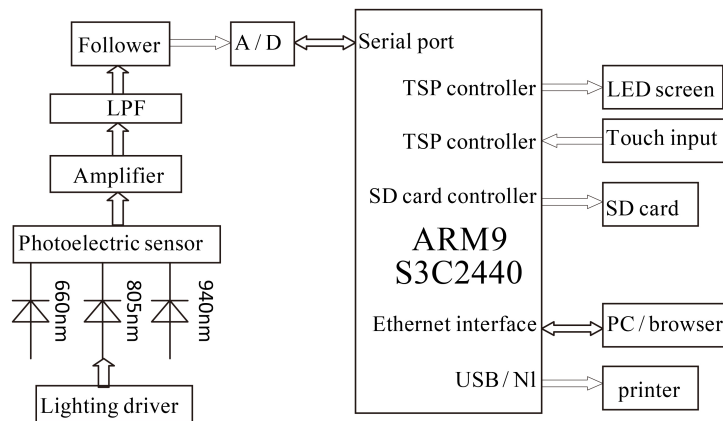 Follower
A / D
Serial port
LPF
TSP controller
LED screen
TSP controller
Touch input
Amplifier
SD card controller
SD card
Photoelectric sensor
ARM9
S3C2440
660nm
805nm
940nm
Ethernet interface
PC / browser
USB / Nl
printer
Lighting driver